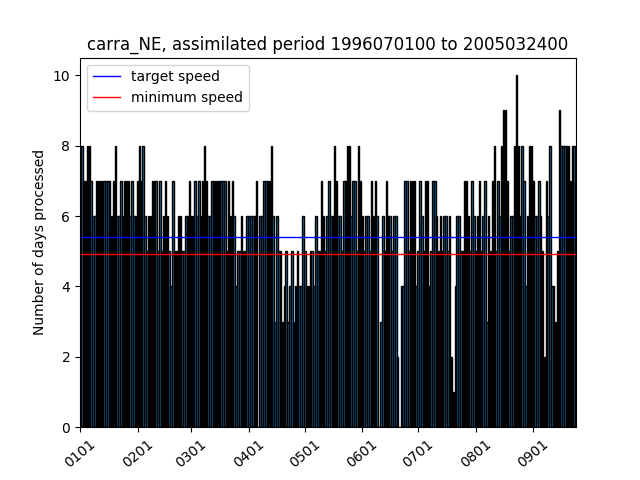 carra_NE, assimilated period 1996070100 to 2005032400
target speed
minimum speed
Number of days processed
10
8
6
4
2
0
0101 0201 0301 0401 0501 0601 0701 0801 0901